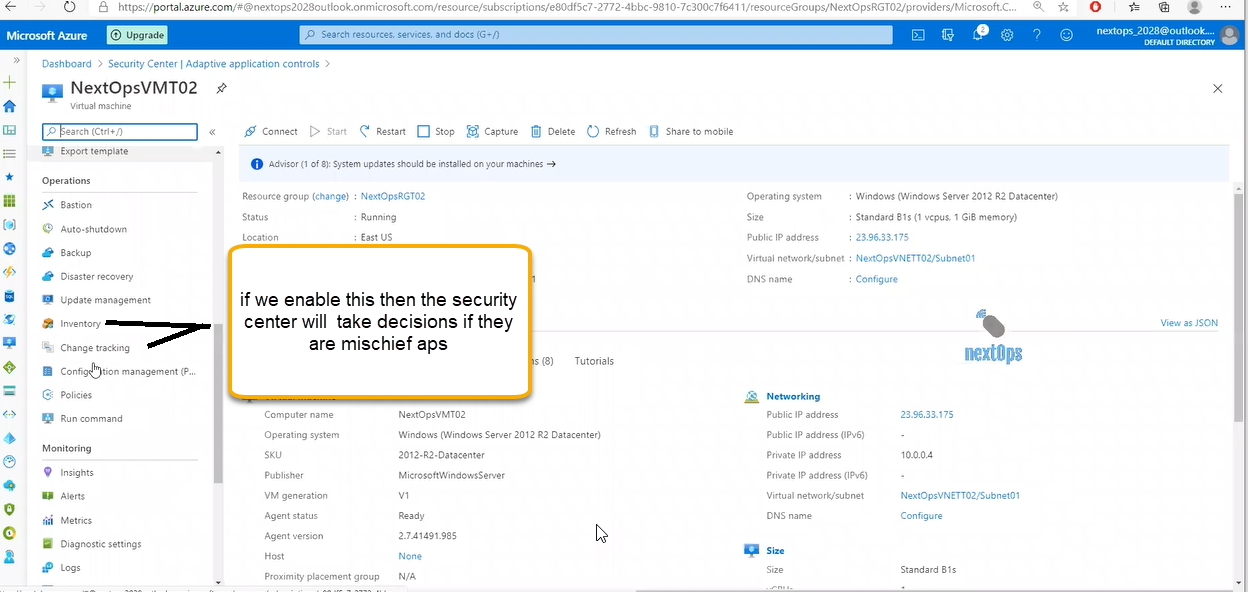 https://portal.azure.com/#@nextops2028outlook.onmicrosoft.com/resource/subscriptions/e80df5c7-2772-4bbc-9810-7c300c7f6411/resourceGroups/NextOpsRGT02/providers/Microsoft.C...
Microsoft Azure
Upgrade
Search resources, services, and docs (G+/)
2
nextops_2028@outlook....
DEFAULT DIRECTORY
Dashboard > Security Center | Adaptive application controls >
NextOpsVMT02
Virtual machine
Search (Ctrl+/)
Connect Start Restart Stop Capture Delete Refresh Share to mobile
Export template
Operations
Bastion
Auto-shutdown
Backup
Disaster recovery
Update management
Inventory
Change tracking
Policies
Run command
Monitoring
Insights
Alerts
Metrics
Diagnostic settings
Logs
Advisor (1 of 8): System updates should be installed on your machines →
Resource group (change) : NextOpsRGT02
Status : Running
Location : East US
Operating system : Windows (Windows Server 2012 R2 Datacenter)
Size : Standard B1s (1 vcpus, 1 GiB memory)
Public IP address : 23.96.33.175
Virtual network/subnet : NextOpsVNETT02/Subnet01
DNS name : Configure
if we enable this then the security
center will take decisions if they
are mischief aps
nextOps
View as JSON
(8) Tutorials
Computer name NextOpsVMT02
Operating system Windows (Windows Server 2012 R2 Datacenter)
SKU 2012-R2-Datacenter
Publisher MicrosoftWindowsServer
VM generation V1
Agent status Ready
Agent version 2.7.41491.985
Host None
Proximity placement group N/A
Networking
Public IP address 23.96.33.175
Public IP address (IPv6) -
Private IP address 10.0.0.4
Private IP address (IPv6) -
Virtual network/subnet NextOpsVNETT02/Subnet01
DNS name Configure
Size
Size Standard B1s